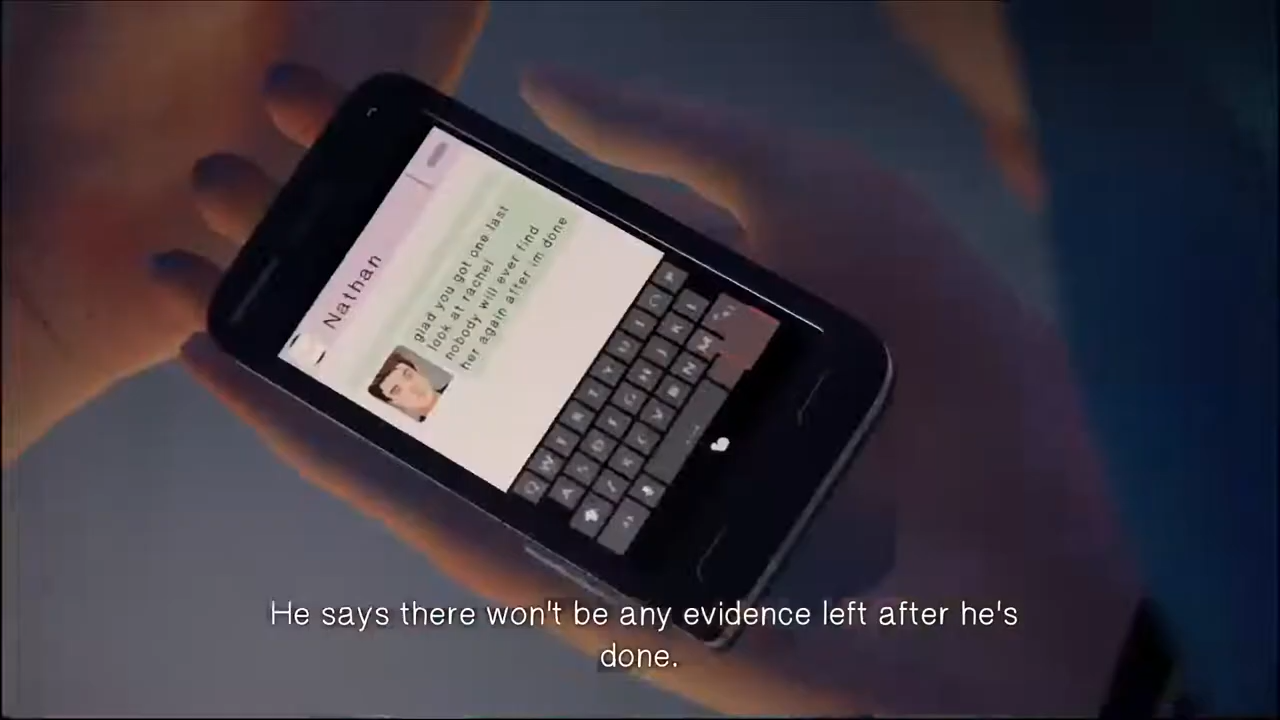 Nathan
glad you got one last
look at rachel
nobody will ever find
her again after im done
He says there won't be any evidence left after he's
done.